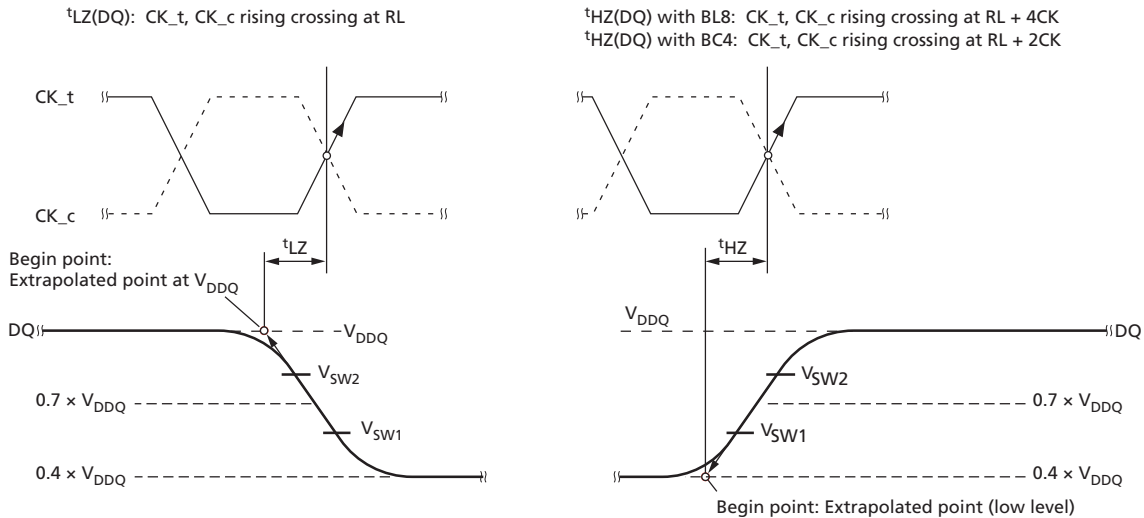 tLZ(DQ): CK_t, CK_c rising crossing at RL
CK_t
CK_c
tLZ
Begin point:
Extrapolated point at VDDQ
DQ
VDDQ
VSW2
0.7 × VDDQ
VSW1
0.4 × VDDQ
tHZ(DQ) with BL8: CK_t, CK_c rising crossing at RL + 4CK
tHZ(DQ) with BC4: CK_t, CK_c rising crossing at RL + 2CK
tHZ
VDDQ
DQ
VSW2
0.7 × VDDQ
VSW1
0.4 × VDDQ
Begin point: Extrapolated point (low level)